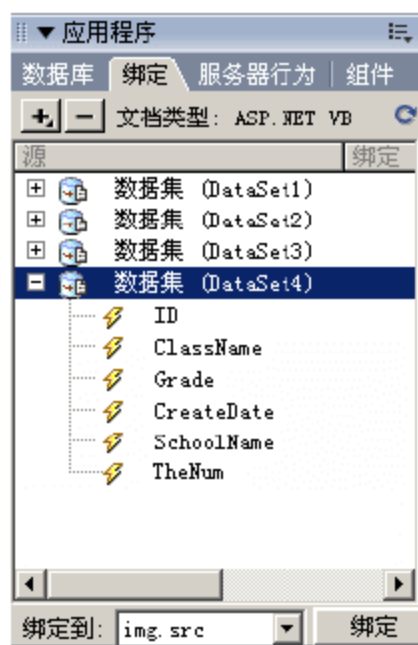 应用程序
数据库 绑定 服务器行为 组件
文档类型: ASP.NET VB
源 绑定
数据集 (DataSet1)
数据集 (DataSet2)
数据集 (DataSet3)
数据集 (DataSet4)
ID
ClassName
Grade
CreateDate
SchoolName
TheNum
绑定到: img.src 绑定